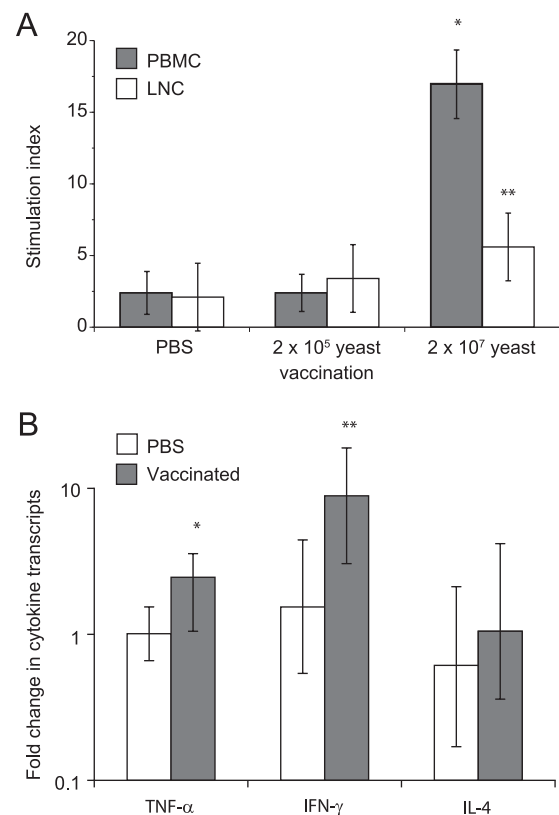 A
20
15
10
5
0
Stimulation index
PBMC
LNC
*
**
PBS
2 x 10⁵ yeast
2 x 10⁷ yeast
vaccination
B
PBS
Vaccinated
10
1
0.1
Fold change in cytokine transcripts
*
**
TNF-α
IFN-γ
IL-4